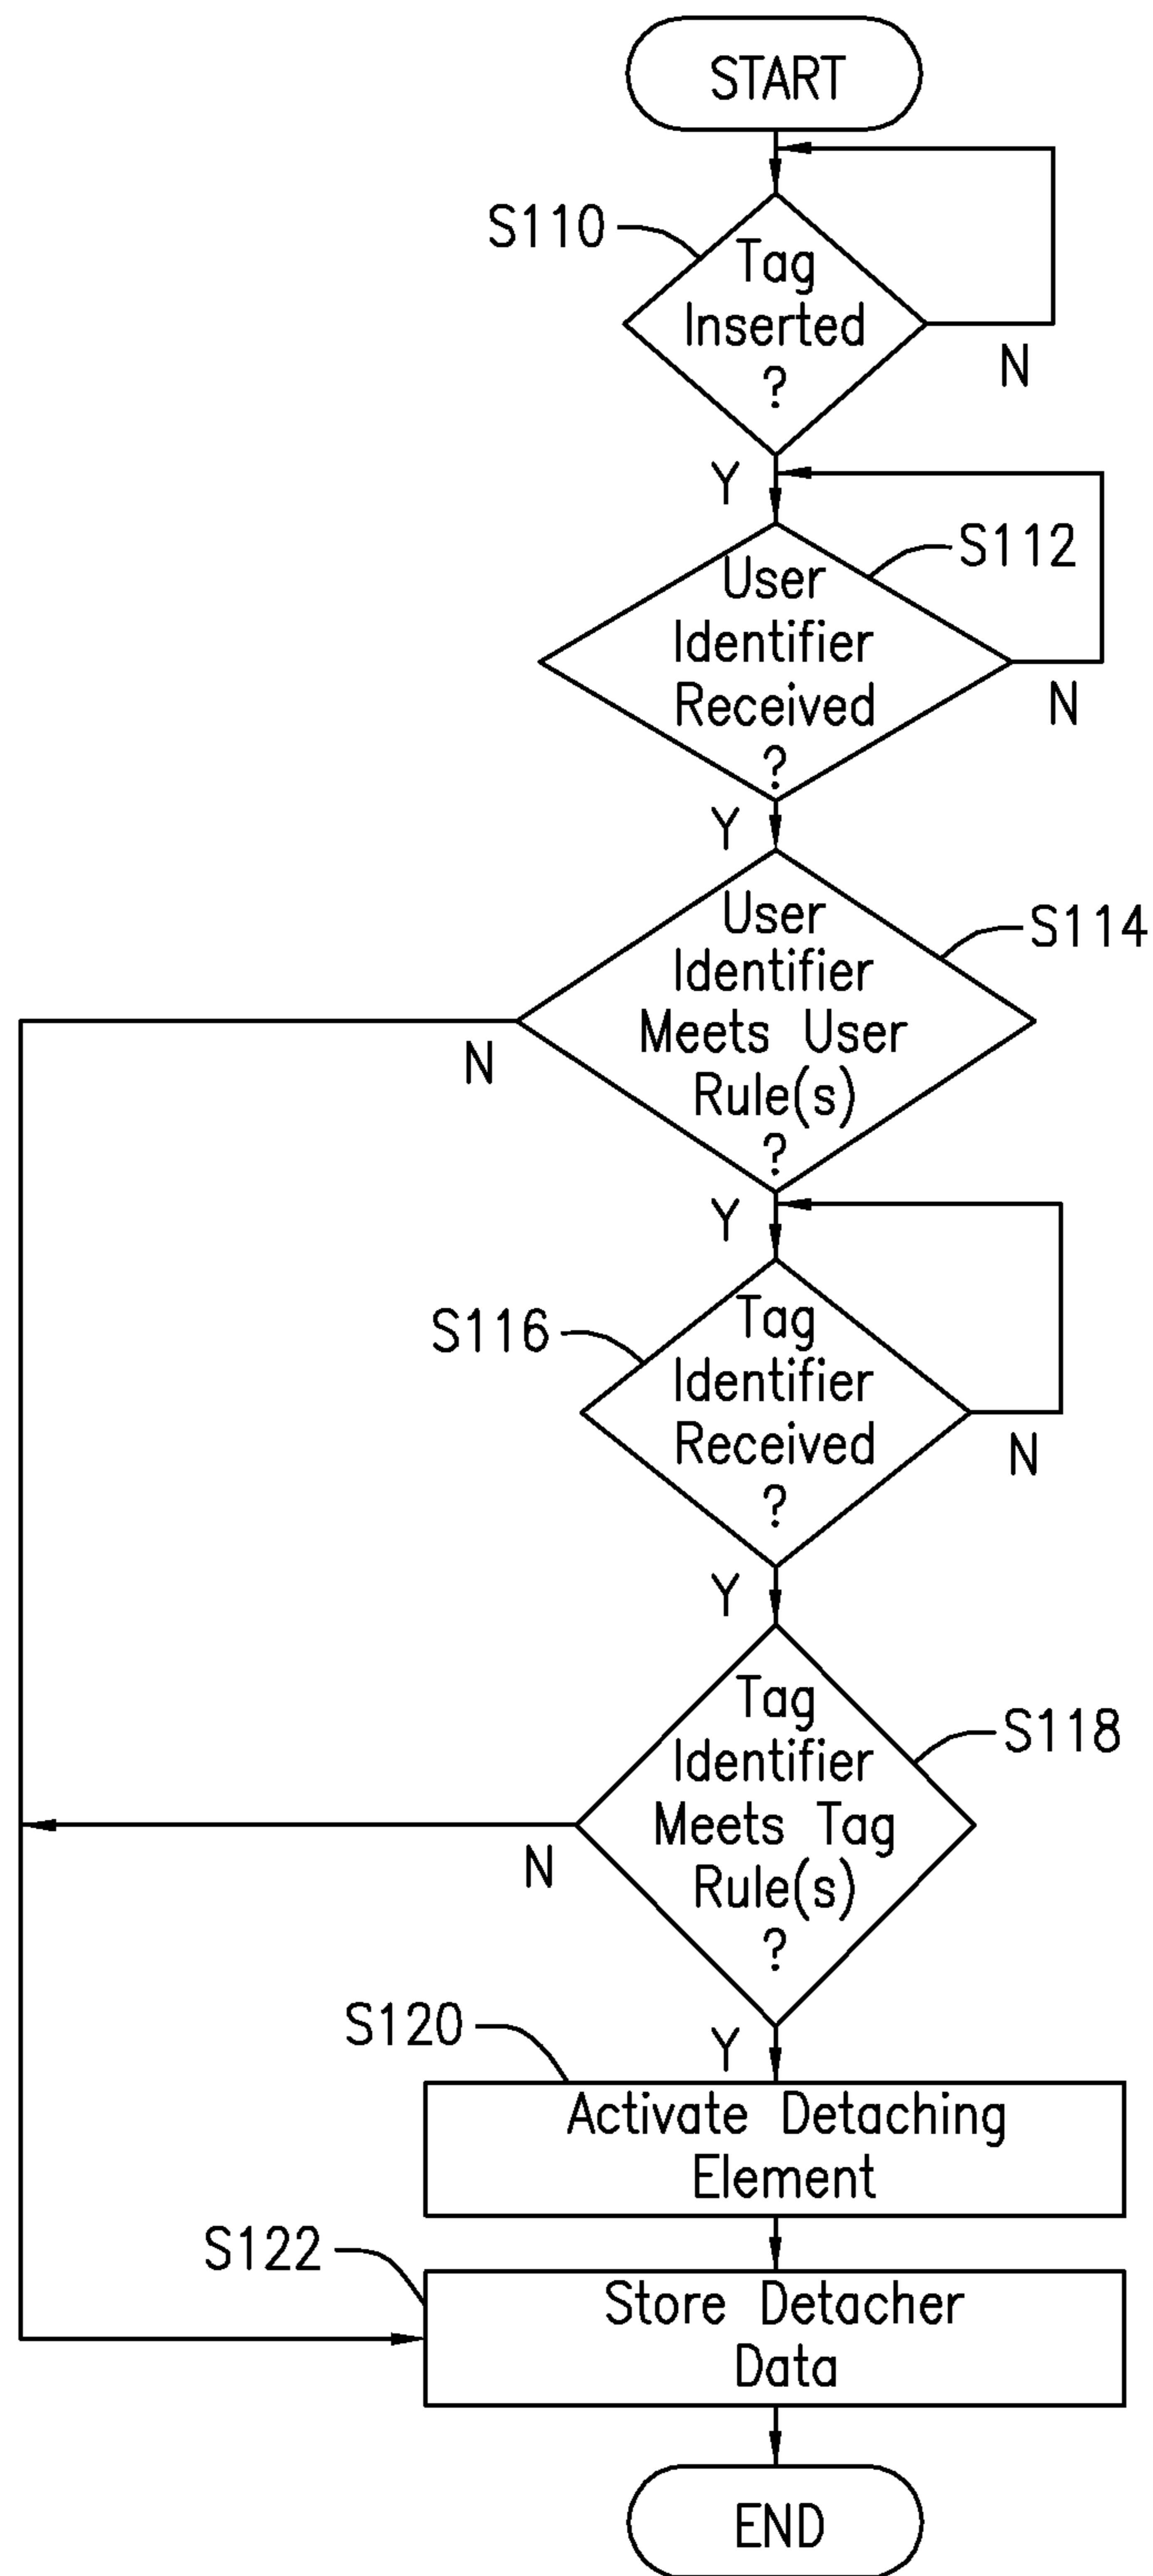 START
S110
Tag
Inserted
?
N
Y
S112
User
Identifier
Received
?
N
Y
S114
User
Identifier
Meets User
Rule(s)
?
N
Y
S116
Tag
Identifier
Received
?
N
Y
S118
Tag
Identifier
Meets Tag
Rule(s)
?
N
Y
S120
Activate Detaching
Element
S122
Store Detacher
Data
END